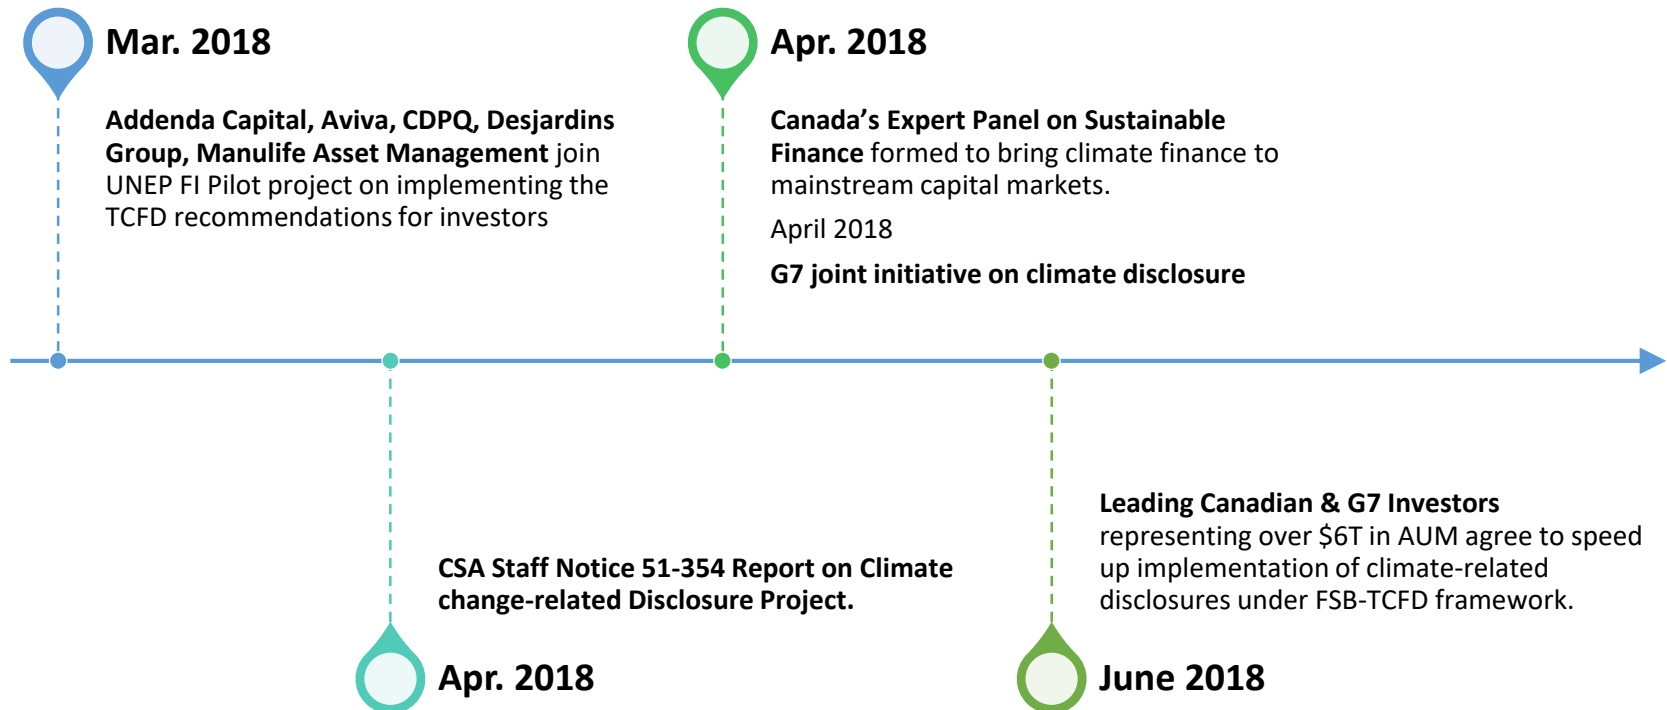 Mar. 2018
Addenda Capital, Aviva, CDPQ, Desjardins
Group, Manulife Asset Management join
UNEP FI Pilot project on implementing the
TCFD recommendations for investors
Apr. 2018
Canada’s Expert Panel on Sustainable
Finance formed to bring climate finance to
mainstream capital markets.
April 2018
G7 joint initiative on climate disclosure
CSA Staff Notice 51-354 Report on Climate
change-related Disclosure Project.
Apr. 2018
Leading Canadian & G7 Investors
representing over $6T in AUM agree to speed
up implementation of climate-related
disclosures under FSB-TCFD framework.
June 2018